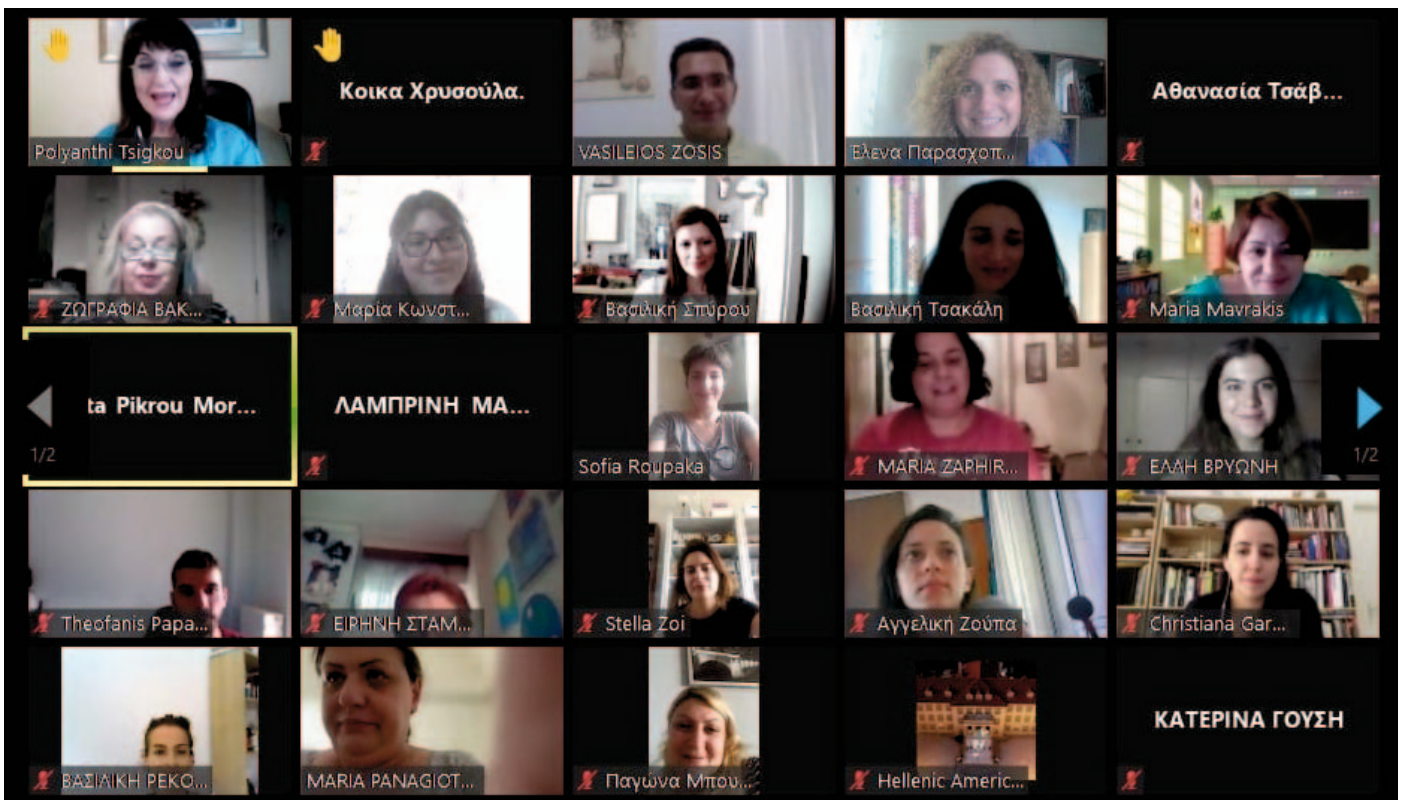 Polyanthi Tsigkou
Κοικα Χρυσούλα.
VASILEIOS ZOSIS
Έλενα Παρασχοπ...
Αθανασία Τσάβ...
ΖΩΓΡΑΦΙΑ ΒΑΚ...
Μαρία Κωνστ...
Βασιλική Σπύρου
Βασιλική Τσακάλη
Maria Mavrakis
ta Pikrou Mor...
1/2
ΛΑΜΠΡΙΝΗ ΜΑ...
Sofia Roupaka
MARIA ZAPHIR...
ΕΛΛΗ ΒΡΥΩΝΗ
1/2
Theofanis Papa...
ΕΙΡΗΝΗ ΣΤΑΜ...
Stella Zoi
Αγγελική Ζούπα
Christiana Gar...
ΒΑΣΙΛΙΚΗ ΡΕΚΟ...
MARIA PANAGIOT...
Παγώνα Μπου...
Hellenic Americ...
ΚΑΤΕΡΙΝΑ ΓΟΥΣΗ